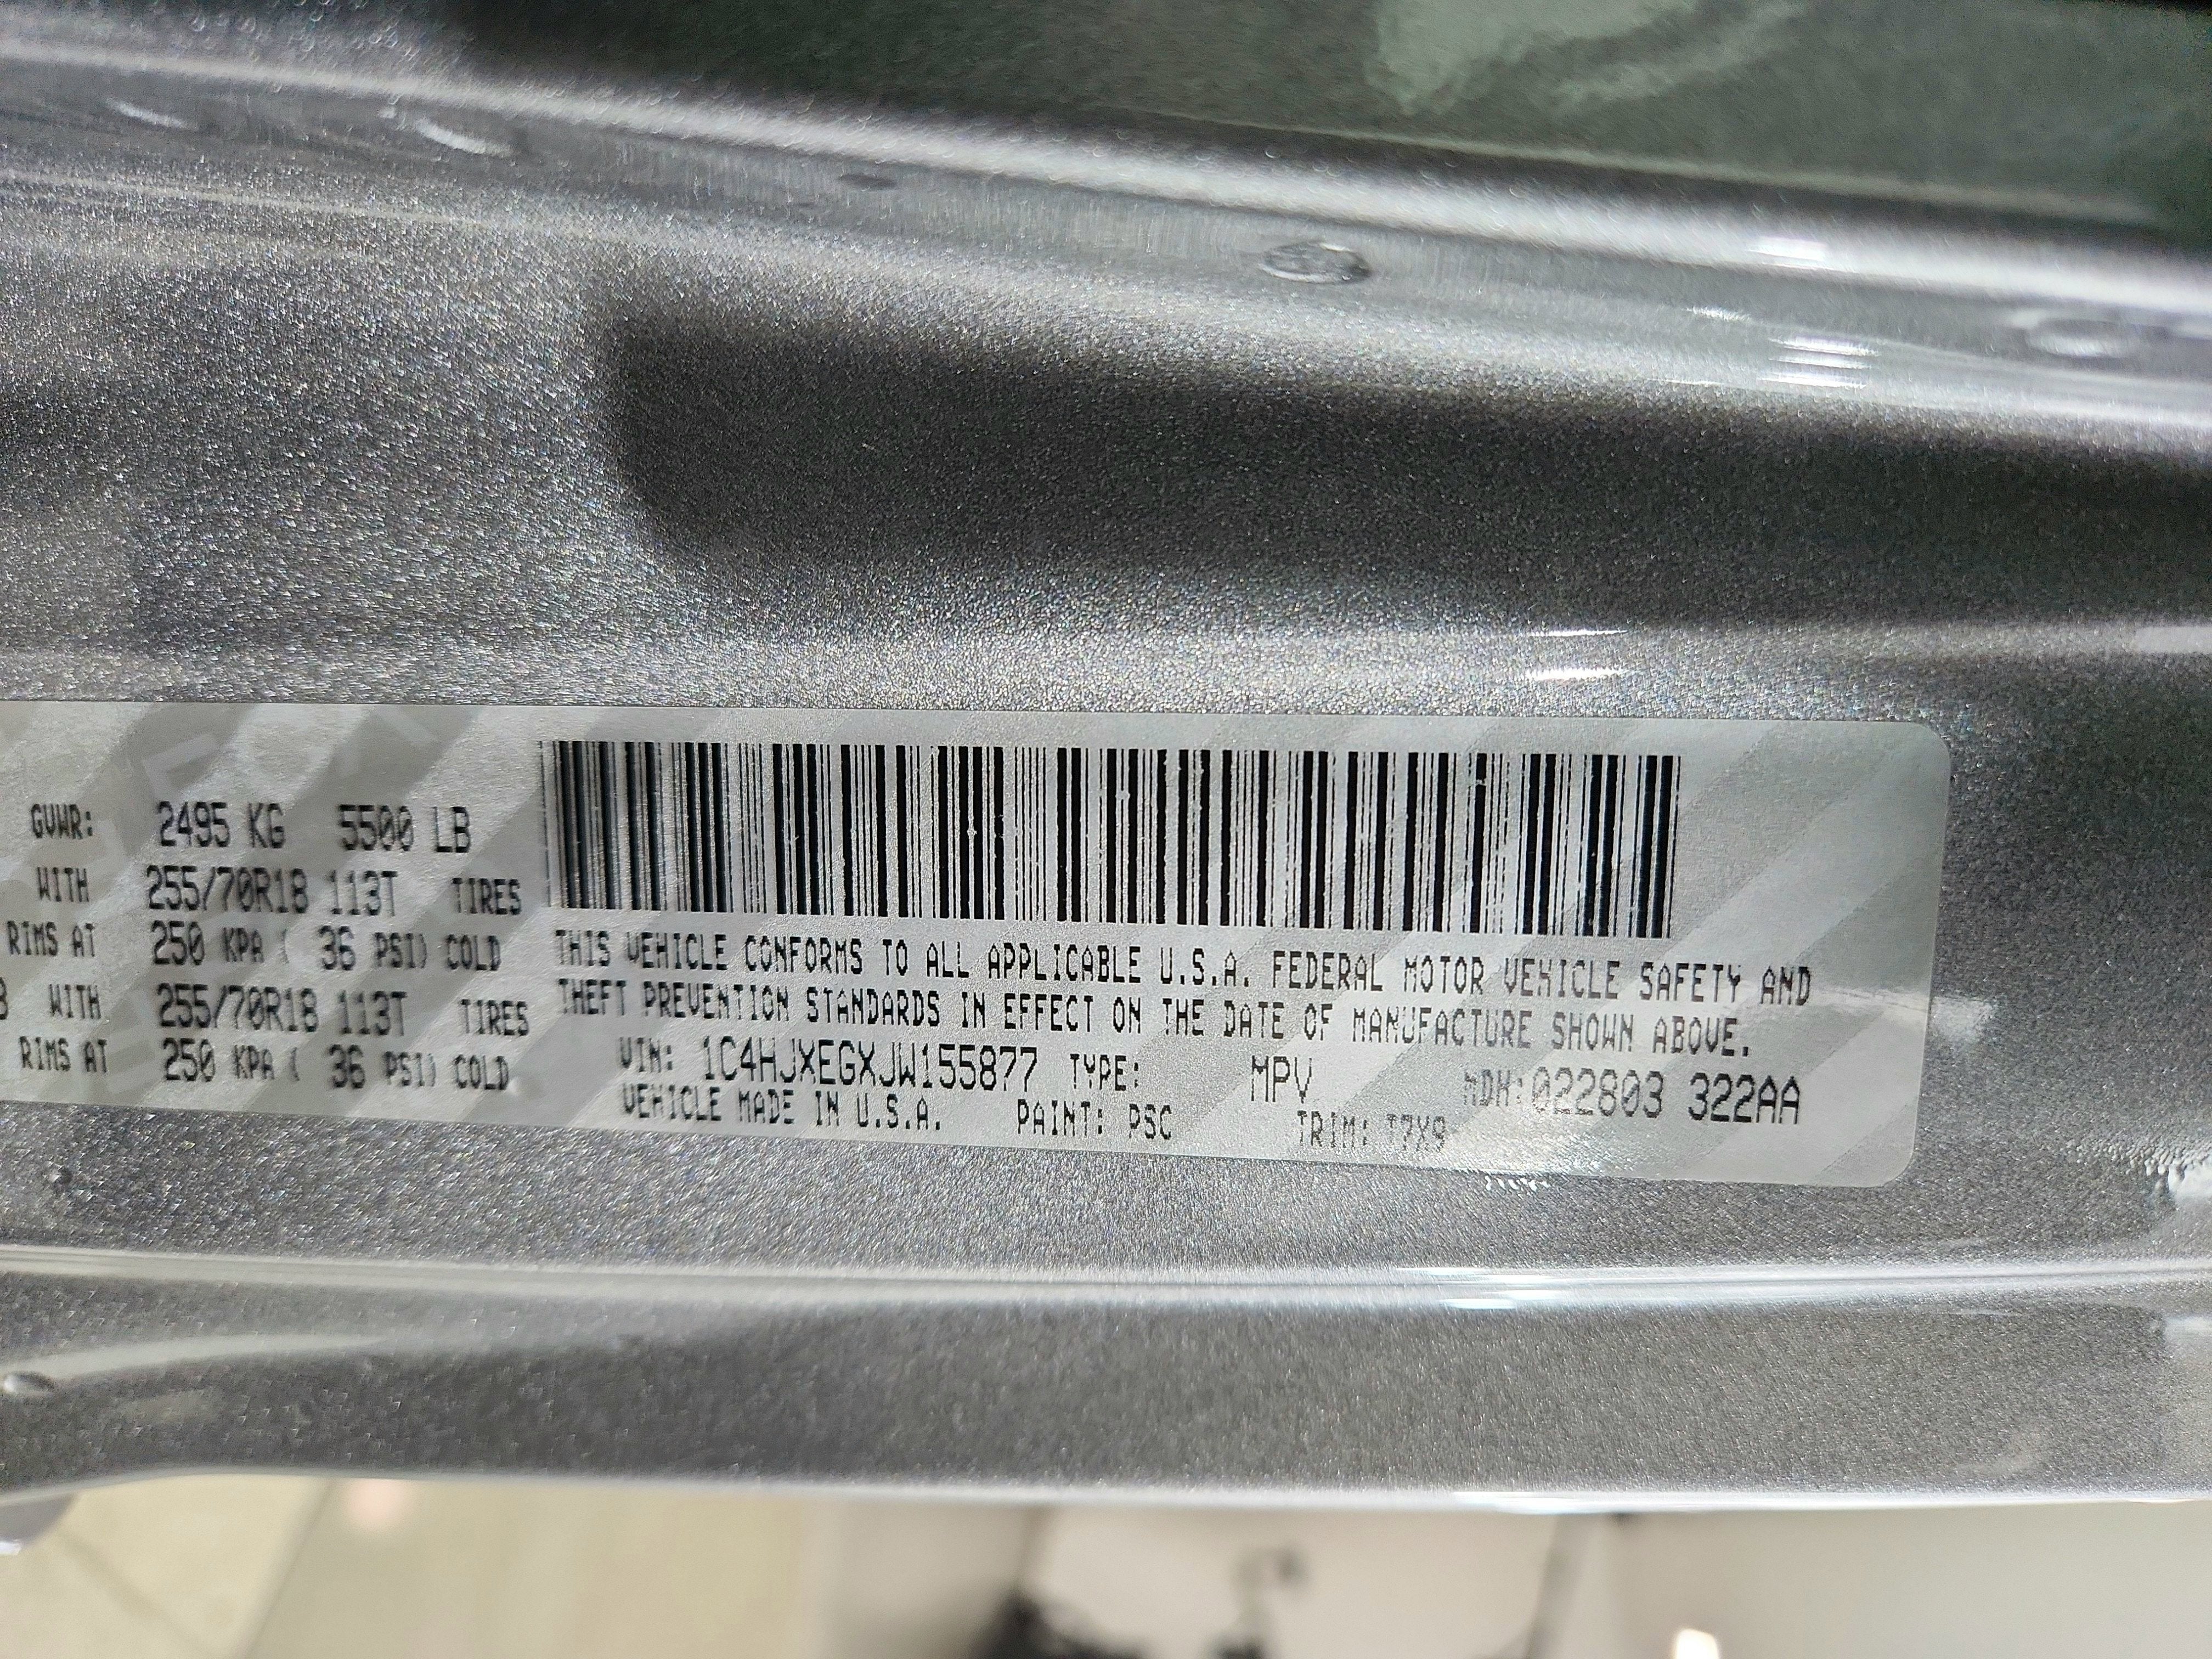 GVWR: 2495 KG 5500 LB
WITH 255/70R18 113T TIRES
RIMS AT 250 KPA ( 36 PSI) COLD
WITH 255/70R18 113T TIRES
RIMS AT 250 KPA ( 36 PSI) COLD
THIS VEHICLE CONFORMS TO ALL APPLICABLE U.S.A. FEDERAL MOTOR VEHICLE SAFETY AND
THEFT PREVENTION STANDARDS IN EFFECT ON THE DATE OF MANUFACTURE SHOWN ABOVE.
VIN: 1C4HJXEGXJW155877 TYPE: MPV MDH:022803 322AA
VEHICLE MADE IN U.S.A. PAINT: PSC TRIM: T7X9